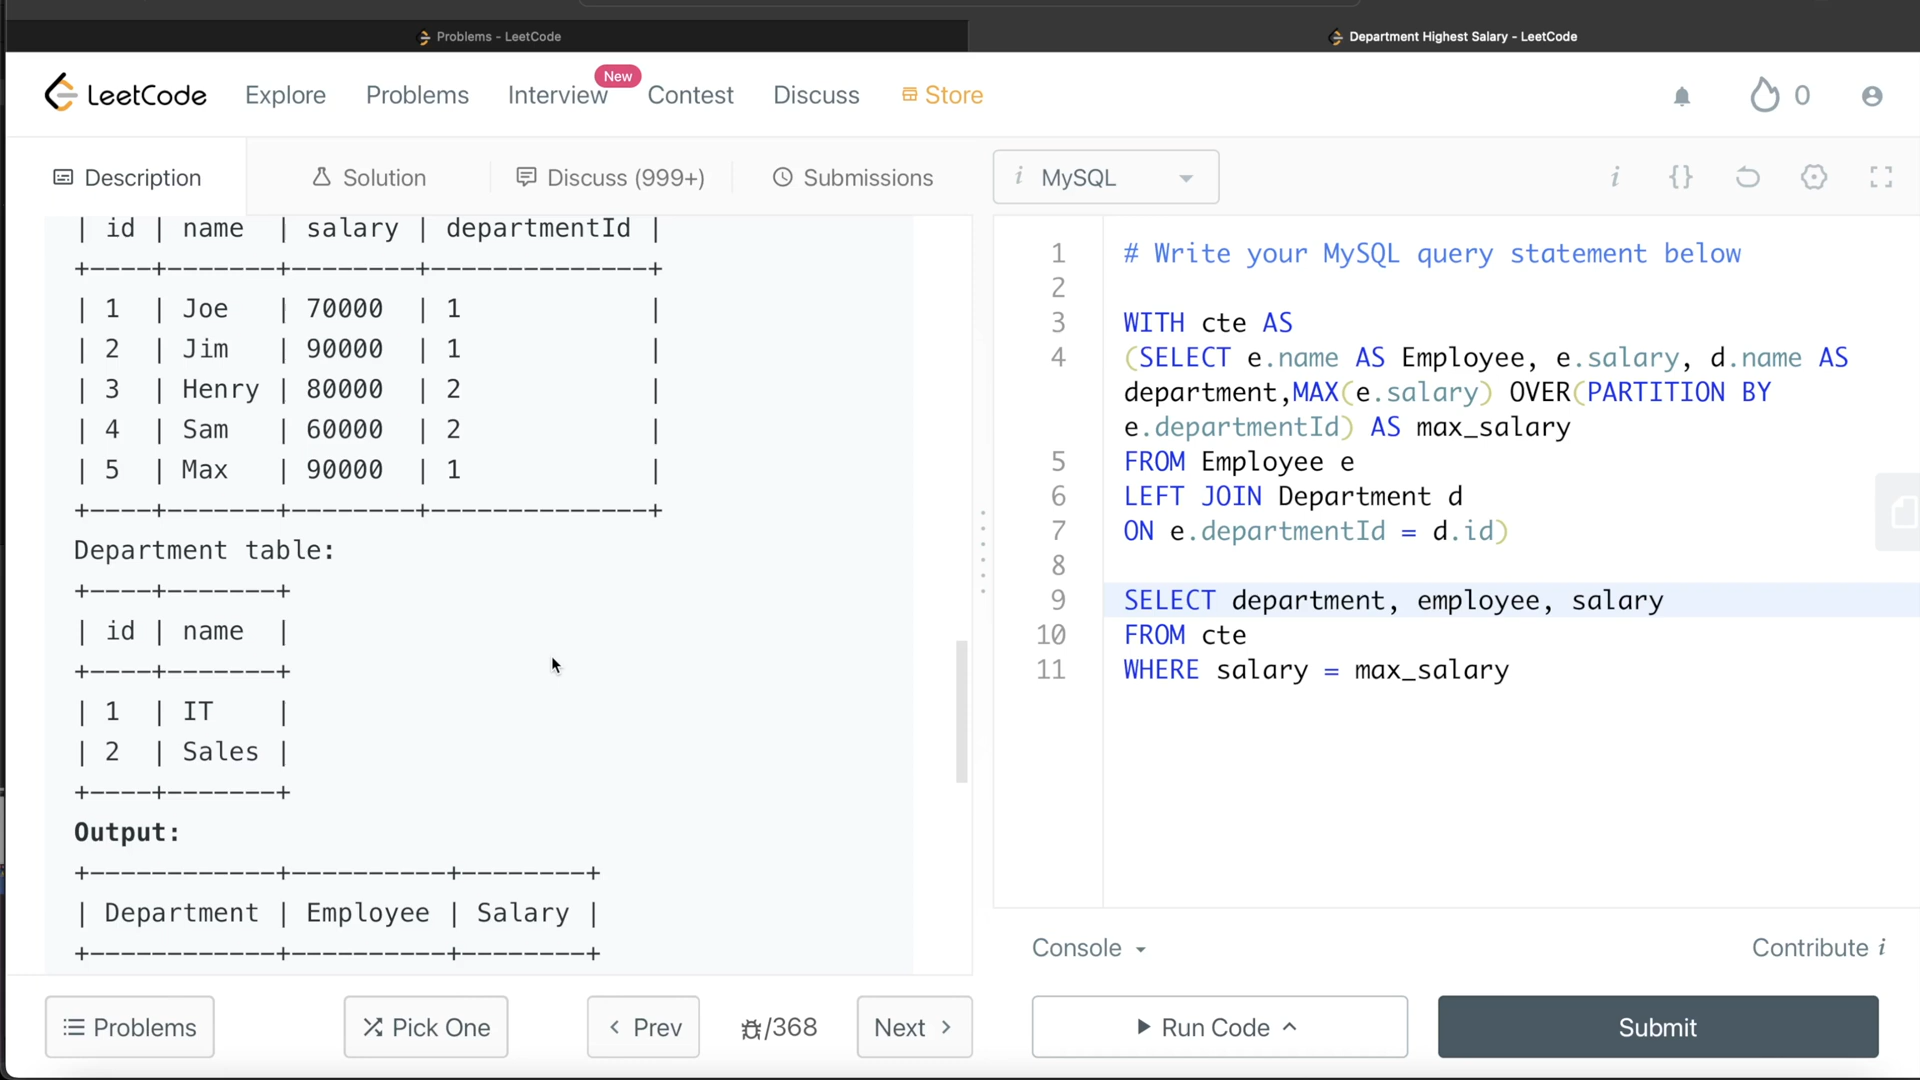 Problems - LeetCode
Department Highest Salary - LeetCode
LeetCode Explore Problems Interview New Contest Discuss Store 0
Description Solution Discuss (999+) Submissions
i MySQL i {}
| id | name | salary | departmentId |
+----+-------+--------+--------------+
| 1 | Joe | 70000 | 1 |
| 2 | Jim | 90000 | 1 |
| 3 | Henry | 80000 | 2 |
| 4 | Sam | 60000 | 2 |
| 5 | Max | 90000 | 1 |
+----+-------+--------+--------------+
Department table:
+----+-------+
| id | name |
+----+-------+
| 1 | IT |
| 2 | Sales |
+----+-------+
Output:
+------------+----------+--------+
| Department | Employee | Salary |
+------------+----------+--------+
1 # Write your MySQL query statement below
2
3 WITH cte AS
4 (SELECT e.name AS Employee, e.salary, d.name AS
department,MAX(e.salary) OVER(PARTITION BY
e.departmentId) AS max_salary
5 FROM Employee e
6 LEFT JOIN Department d
7 ON e.departmentId = d.id)
8
9 SELECT department, employee, salary
10 FROM cte
11 WHERE salary = max_salary
Console Contribute i
Problems Pick One < Prev /368 Next > Run Code Submit